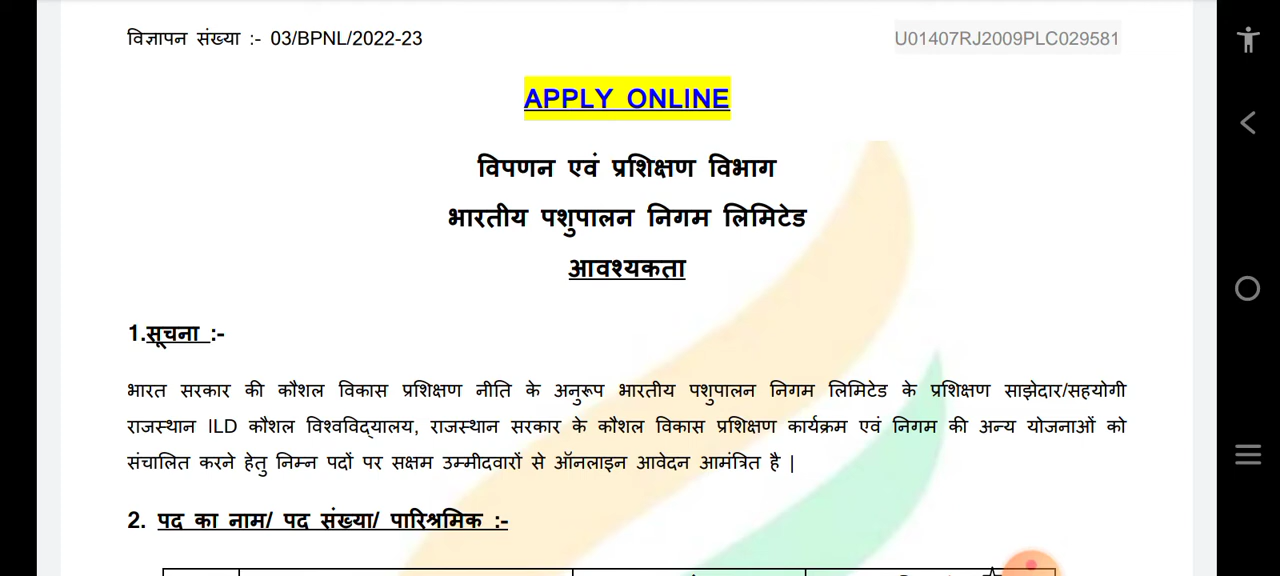 विज्ञापन संख्या :- 03/BPNL/2022-23
U01407RJ2009PLC029581
APPLY ONLINE
विपणन एवं प्रशिक्षण विभाग
भारतीय पशुपालन निगम लिमिटेड
आवश्यकता
1.सूचना :-
भारत सरकार की कौशल विकास प्रशिक्षण नीति के अनुरूप भारतीय पशुपालन निगम लिमिटेड के प्रशिक्षण साझेदार/सहयोगी
राजस्थान ILD कौशल विश्वविद्यालय, राजस्थान सरकार के कौशल विकास प्रशिक्षण कार्यक्रम एवं निगम की अन्य योजनाओं को
संचालित करने हेतु निम्न पदों पर सक्षम उम्मीदवारों से ऑनलाइन आवेदन आमंत्रित है |
2. पद का नाम/ पद संख्या/ पारिश्रमिक :-